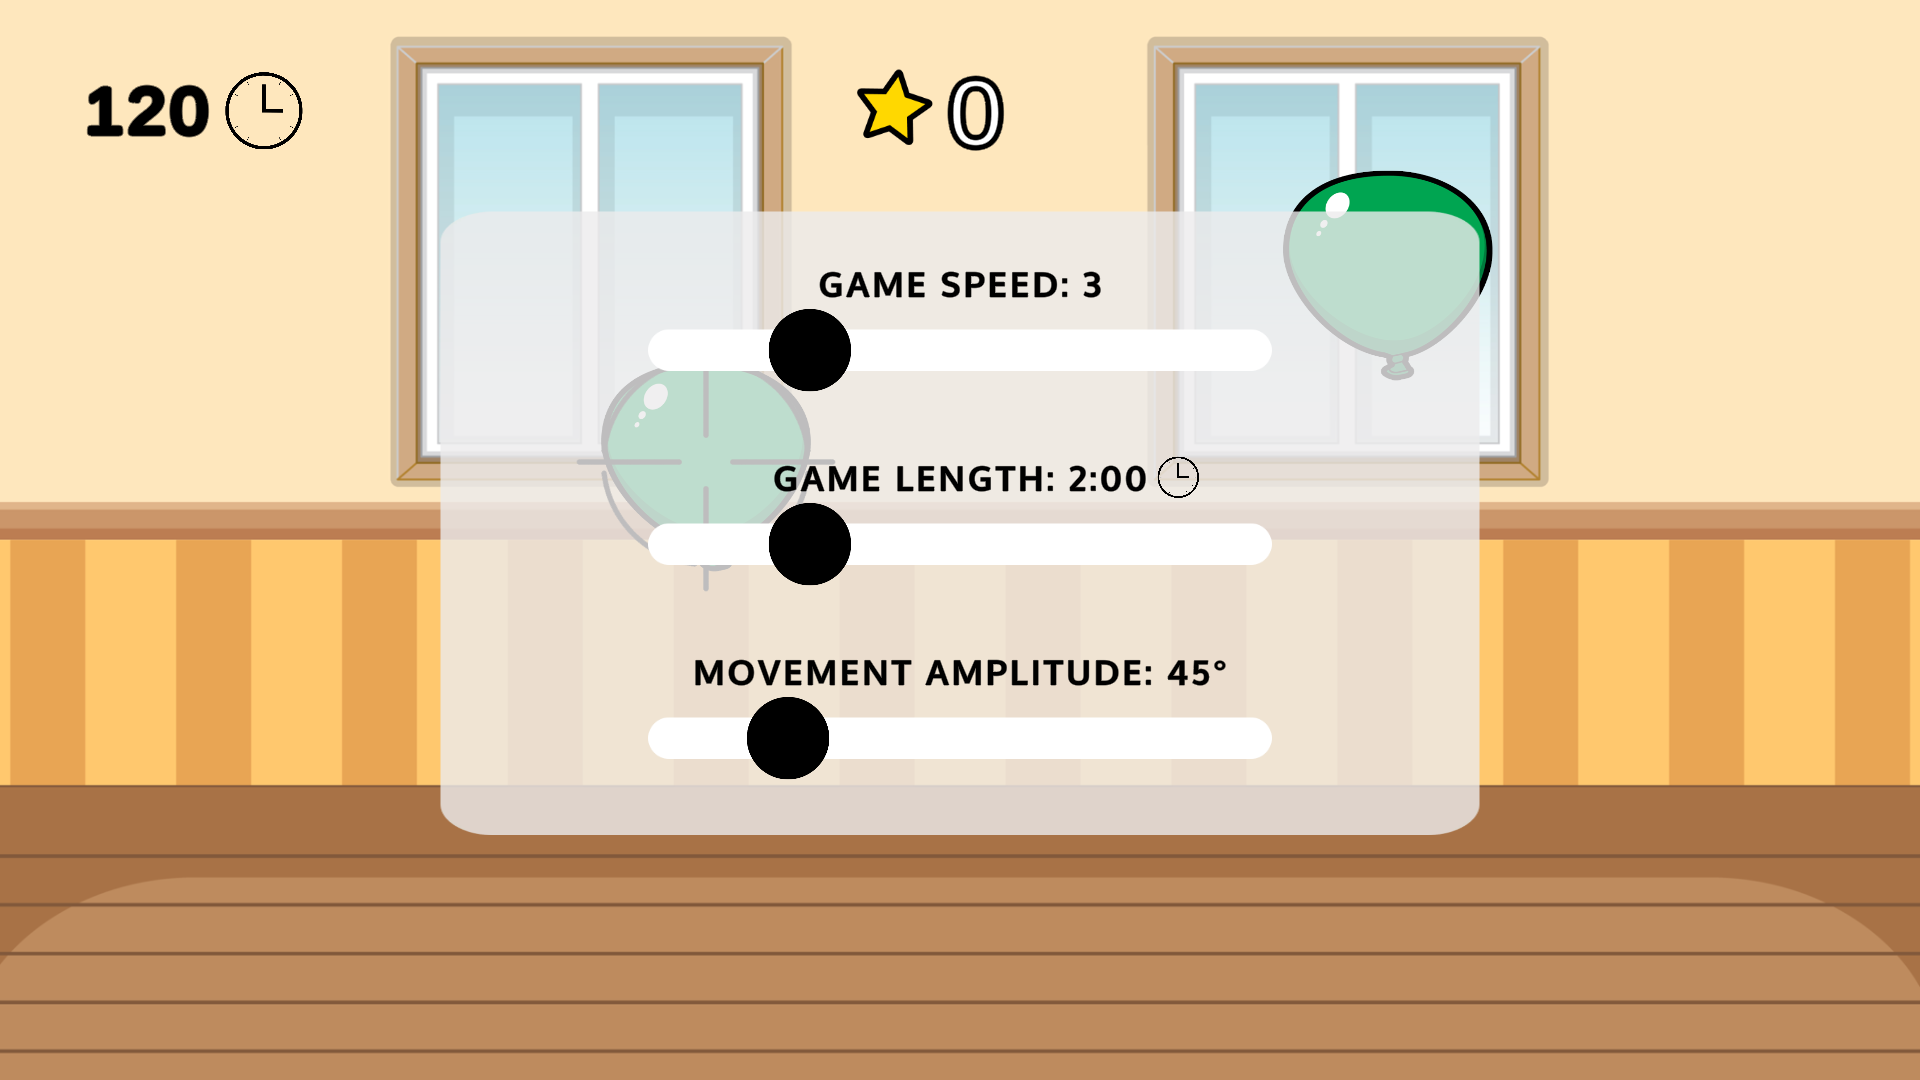 120
0
GAME SPEED: 3
GAME LENGTH: 2:00
MOVEMENT AMPLITUDE: 45°